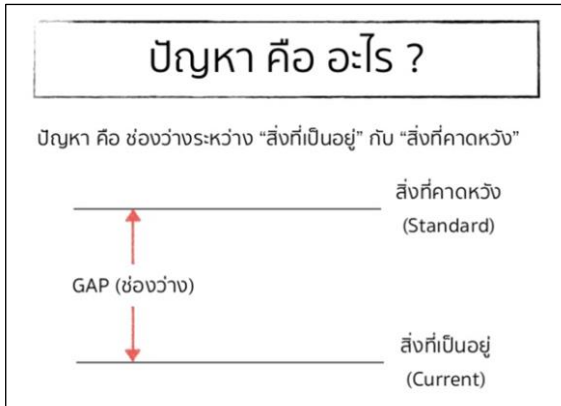 ปัญหา คือ อะไร ?
ปัญหา คือ ช่องว่างระหว่าง “สิ่งที่เป็นอยู่” กับ “สิ่งที่คาดหวัง”
สิ่งที่คาดหวัง
(Standard)
GAP (ช่องว่าง)
สิ่งที่เป็นอยู่
(Current)